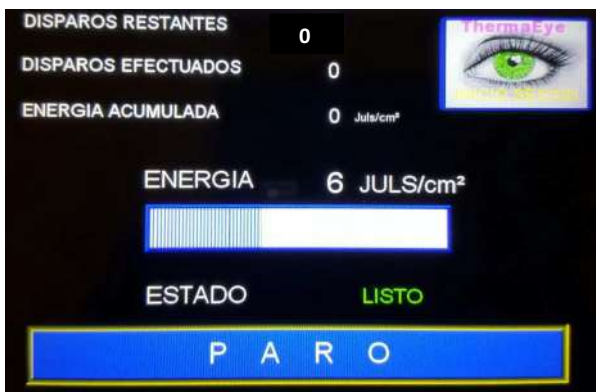 DISPAROS RESTANTES 0
ThermaEye
DISPAROS EFECTUADOS 0
ENERGIA ACUMULADA 0 Juls/cm²
ENERGIA 6 JULS/cm²
ESTADO LISTO
P A R O